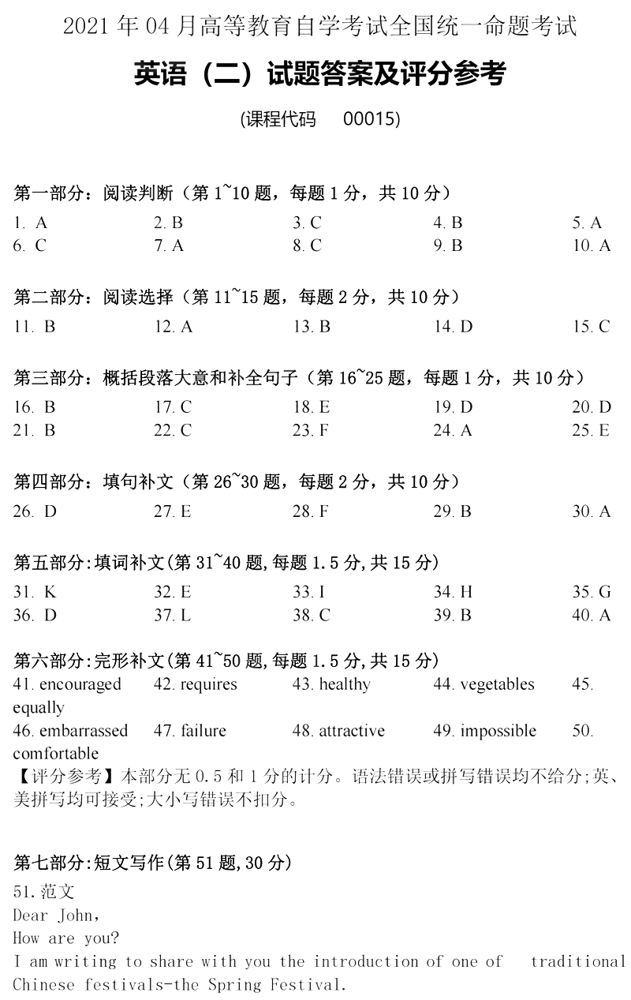 2021 年 04 月高等教育自学考试全国统一命题考试
英语（二）试题答案及评分参考
(课程代码 00015)
第一部分：阅读判断（第 1~10 题，每题 1 分，共 10 分）
1. A 2. B 3. C 4. B 5. A
6. C 7. A 8. C 9. B 10. A
第二部分：阅读选择（第 11~15 题，每题 2 分，共 10 分）
11. B 12. A 13. B 14. D 15. C
第三部分：概括段落大意和补全句子（第 16~25 题，每题 1 分，共 10 分）
16. B 17. C 18. E 19. D 20. D
21. B 22. C 23. F 24. A 25. E
第四部分：填句补文（第 26~30 题，每题 2 分，共 10 分）
26. D 27. E 28. F 29. B 30. A
第五部分:填词补文(第 31~40 题,每题 1.5 分,共 15 分)
31. K 32. E 33. I 34. H 35. G
36. D 37. L 38. C 39. B 40. A
第六部分:完形补文(第 41~50 题,每题 1.5 分,共 15 分)
41. encouraged 42. requires 43. healthy 44. vegetables 45.
equally
46. embarrassed 47. failure 48. attractive 49. impossible 50.
comfortable
【评分参考】本部分无 0.5 和 1 分的计分。语法错误或拼写错误均不给分;英、
美拼写均可接受;大小写错误不扣分。
第七部分:短文写作(第 51 题,30 分)
51.范文
Dear John，
How are you?
I am writing to share with you the introduction of one of traditional
Chinese festivals-the Spring Festival.